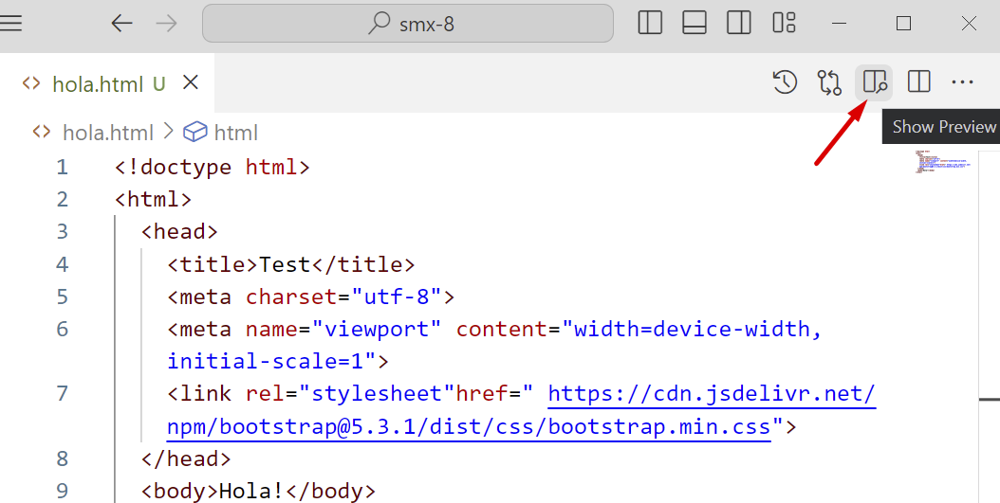 smx-8
hola.html U
Show Preview
hola.html > html
1 <!doctype html>
2 <html>
3 <head>
4 <title>Test</title>
5 <meta charset="utf-8">
6 <meta name="viewport" content="width=device-width,
initial-scale=1">
7 <link rel="stylesheet"href=" https://cdn.jsdelivr.net/
npm/bootstrap@5.3.1/dist/css/bootstrap.min.css">
8 </head>
9 <body>Hola!</body>